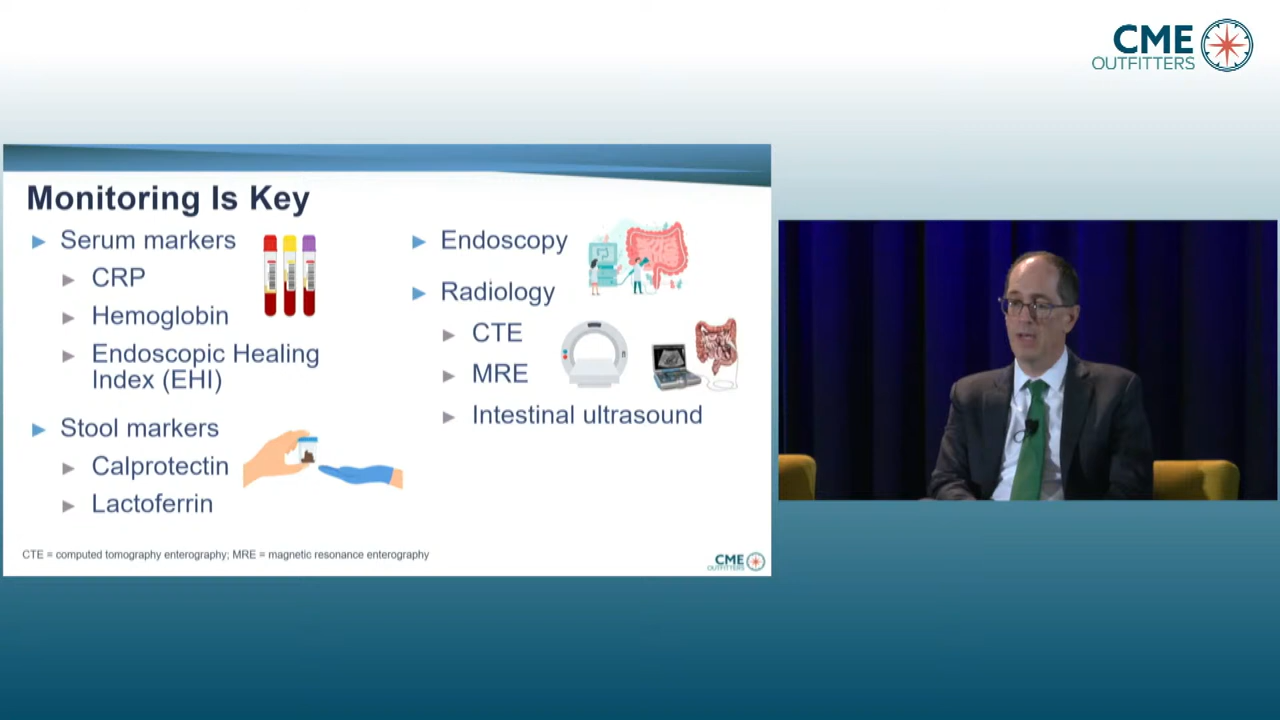 CME
OUTFITTERS
Monitoring Is Key
Serum markers
CRP
Hemoglobin
Endoscopic Healing
Index (EHI)
Stool markers
Calprotectin
Lactoferrin
Endoscopy
Radiology
CTE
MRE
Intestinal ultrasound
CTE = computed tomography enterography; MRE = magnetic resonance enterography
CME
OUTFITTERS